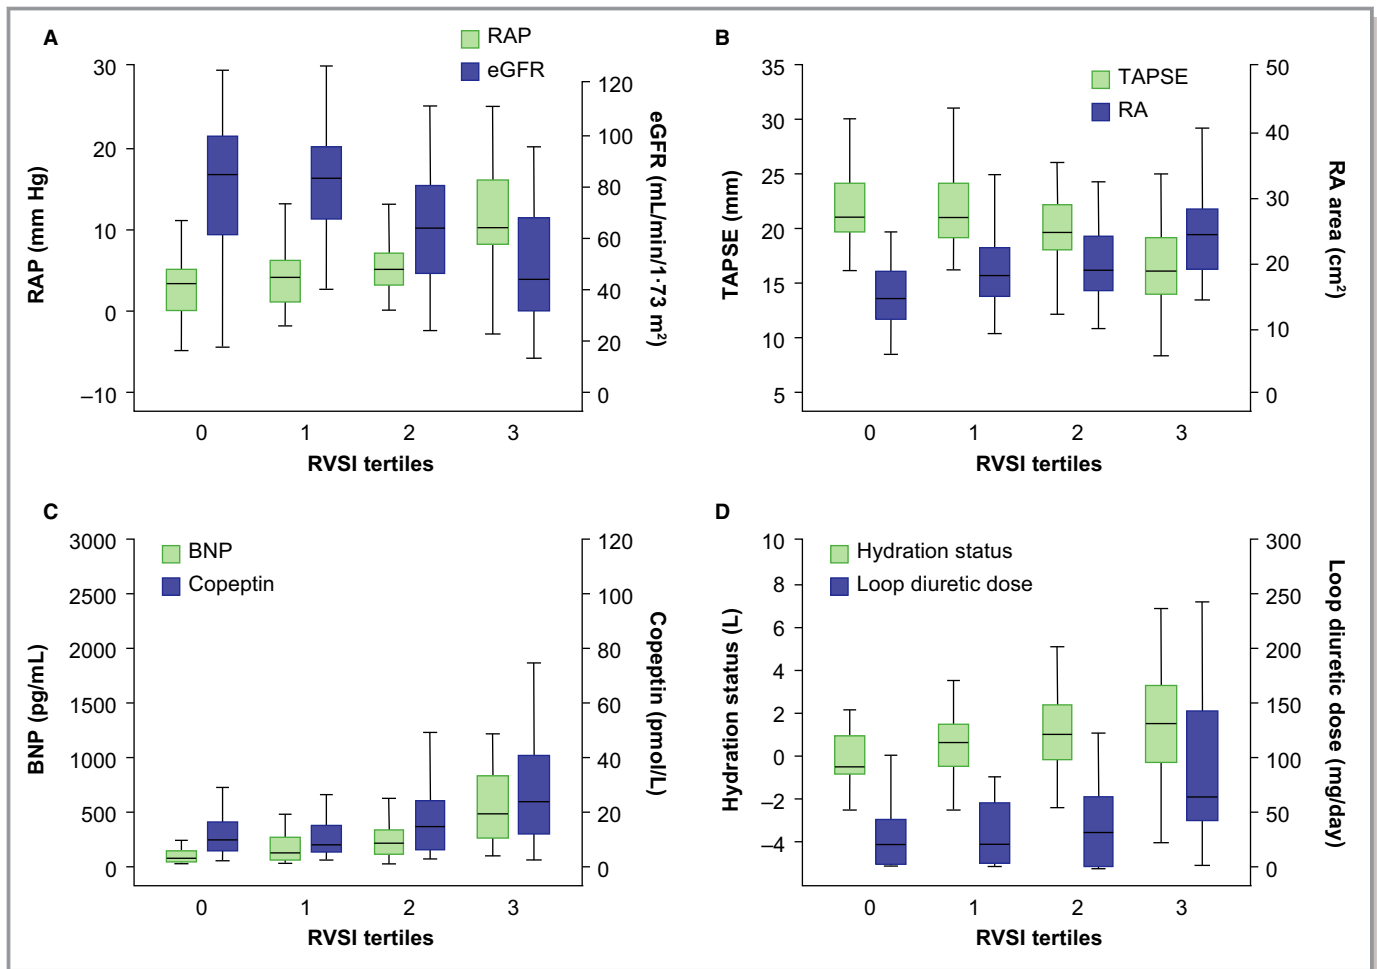 A
RAP
eGFR
30
20
10
0
–10
RAP (mm Hg)
120
100
80
60
40
20
0
eGFR (mL/min/1·73 m²)
0 1 2 3
RVSI tertiles
B
TAPSE
RA
35
30
25
20
15
10
5
TAPSE (mm)
50
40
30
20
10
0
RA area (cm²)
0 1 2 3
RVSI tertiles
C
BNP
Copeptin
3000
2500
2000
1500
1000
500
0
BNP (pg/mL)
120
100
80
60
40
20
0
Copeptin (pmol/L)
0 1 2 3
RVSI tertiles
D
Hydration status
Loop diuretic dose
10
8
6
4
2
0
–2
–4
Hydration status (L)
300
250
200
150
100
50
0
Loop diuretic dose (mg/day)
0 1 2 3
RVSI tertiles